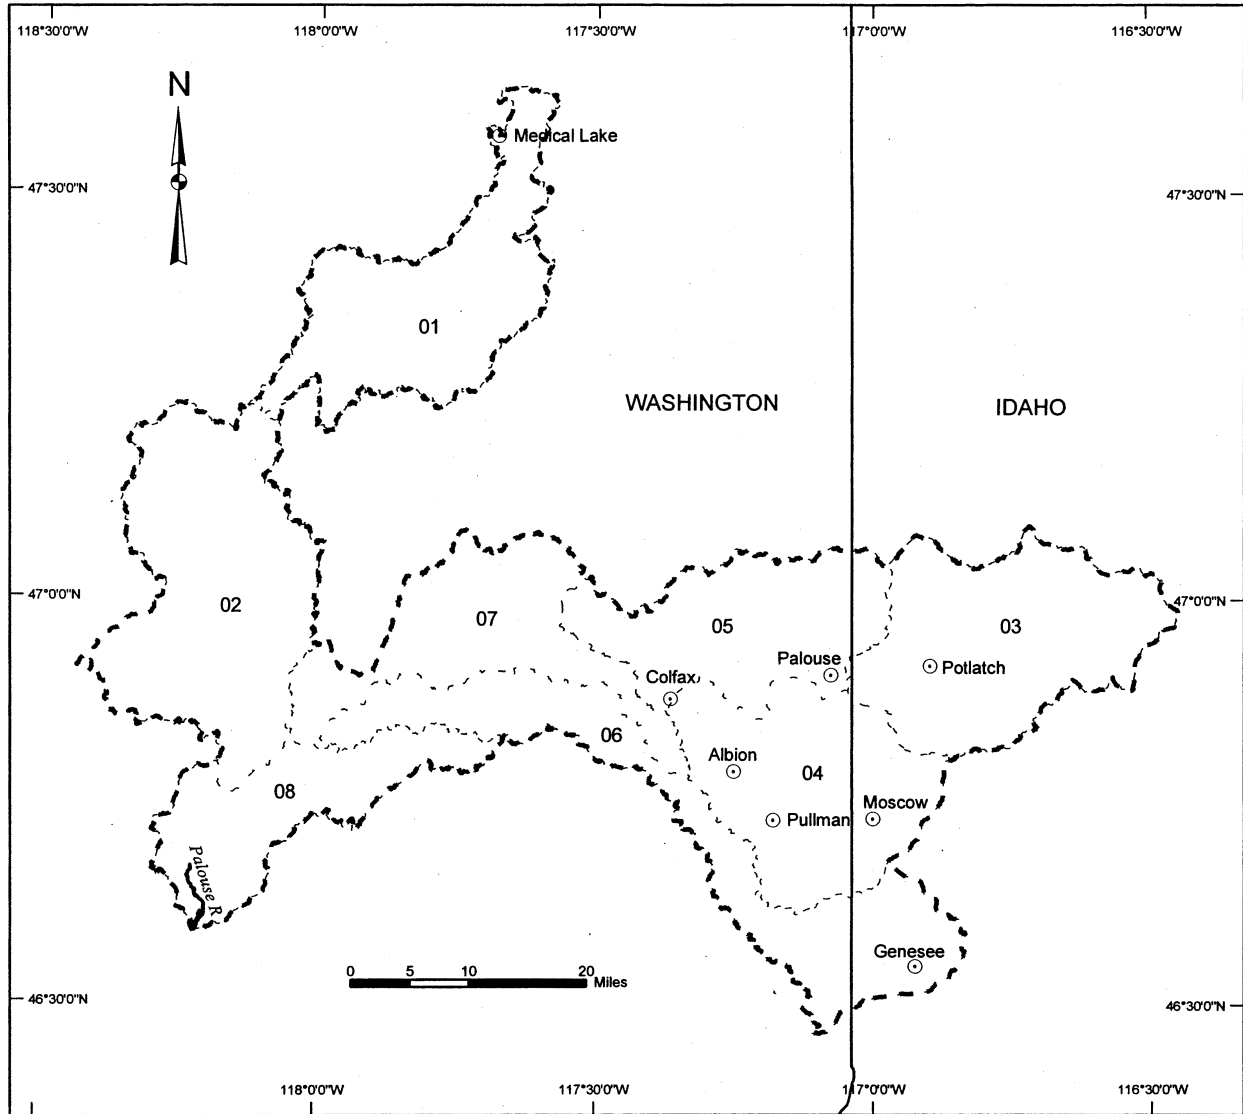 118°30'0"W 118°0'0"W 117°30'0"W 117°0'0"W 116°30'0"W
N
Medical Lake
47°30'0"N 47°30'0"N
01
WASHINGTON IDAHO
47°0'0"N 47°0'0"N
02 07 05 03
Palouse Potlatch
Colfax
06
Albion 04
08
Moscow
Pullman
Palouse R
Genesee
0 5 10 20
Miles
46°30'0"N 46°30'0"N
118°0'0"W 117°30'0"W 117°0'0"W 116°30'0"W